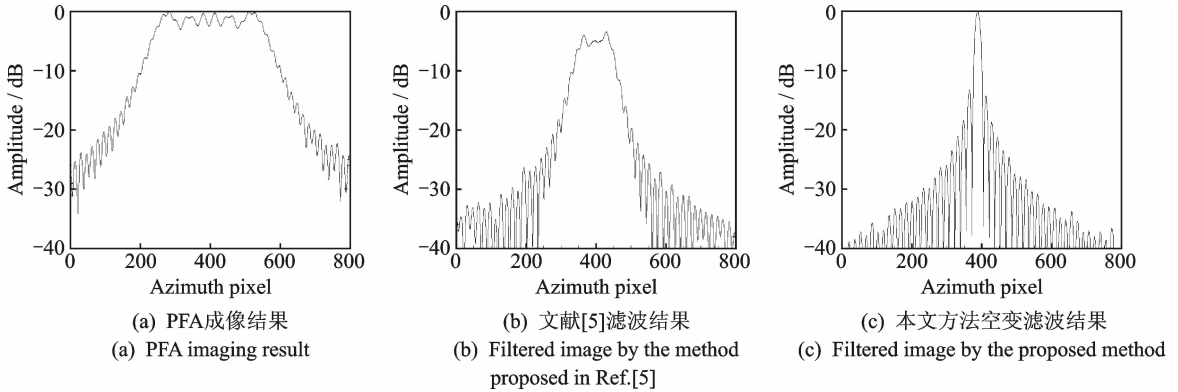 0
−10
−20
−30
−40
Amplitude / dB
0 200 400 600 800
Azimuth pixel
(a) PFA成像结果
(a) PFA imaging result
0
−10
−20
−30
−40
Amplitude / dB
0 200 400 600 800
Azimuth pixel
(b) 文献[5]滤波结果
(b) Filtered image by the method
proposed in Ref.[5]
0
−10
−20
−30
−40
Amplitude / dB
0 200 400 600 800
Azimuth pixel
(c) 本文方法空变滤波结果
(c) Filtered image by the proposed method